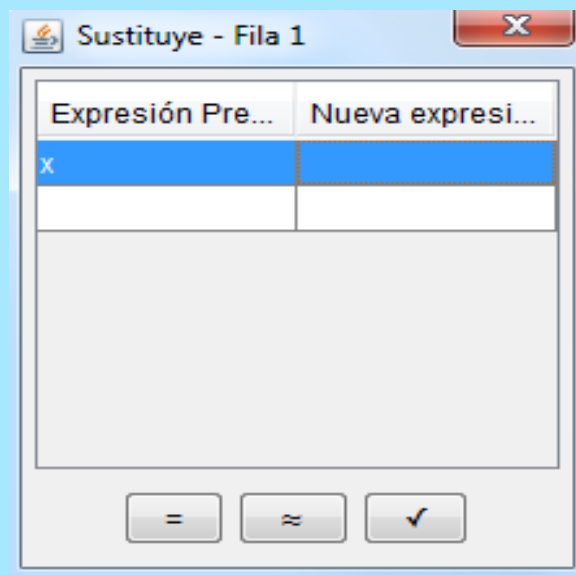 Sustituye - Fila 1
Expresión Pre... Nueva expresi...
x
= ≈ ✓